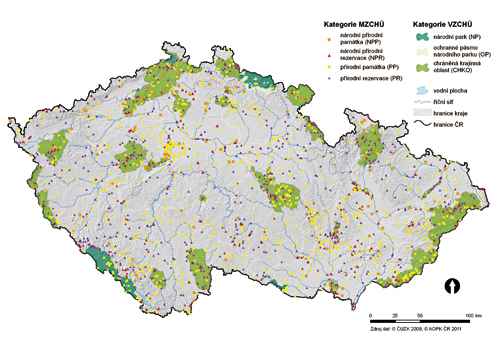 Kategorie MZCHÚ
národní přírodní
památka (NPP)
národní přírodní
rezervace (NPR)
přírodní památka (PP)
přírodní rezervace (PR)
Kategorie VZCHÚ
národní park (NP)
ochranné pásmo
národního parku (OP)
chráněná krajinná
oblast (CHKO)
vodní plocha
říční síť
hranice kraje
hranice ČR
0 25 50 100 km
Zdroj dat: © ČÚZK 2008, © AOPK ČR 2011